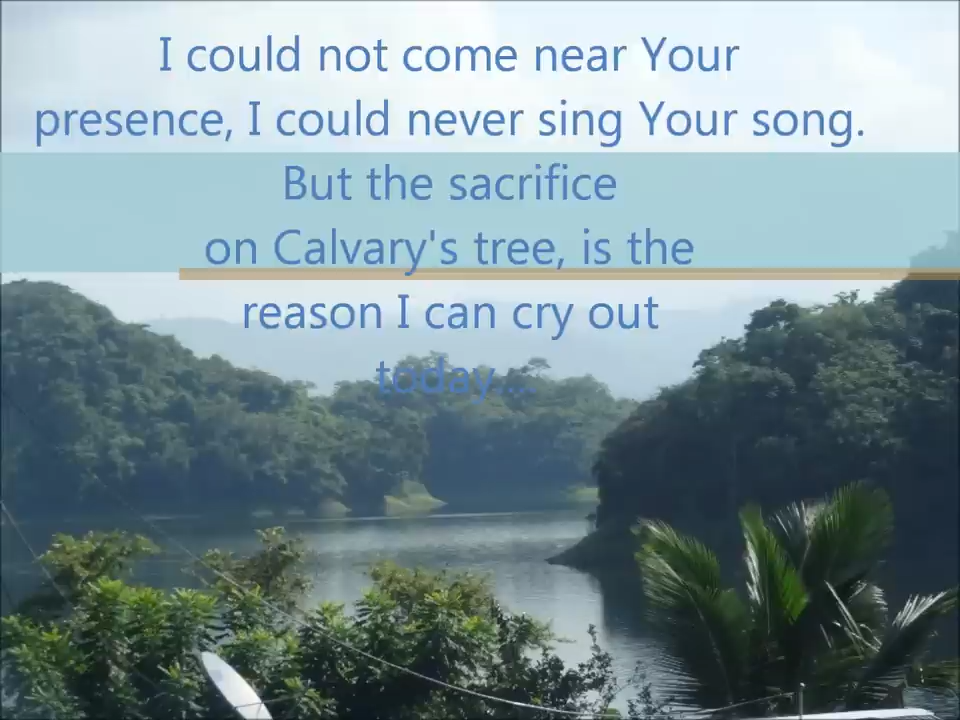 I could not come near Your
presence, I could never sing Your song.
But the sacrifice
on Calvary's tree, is the
reason I can cry out
today....